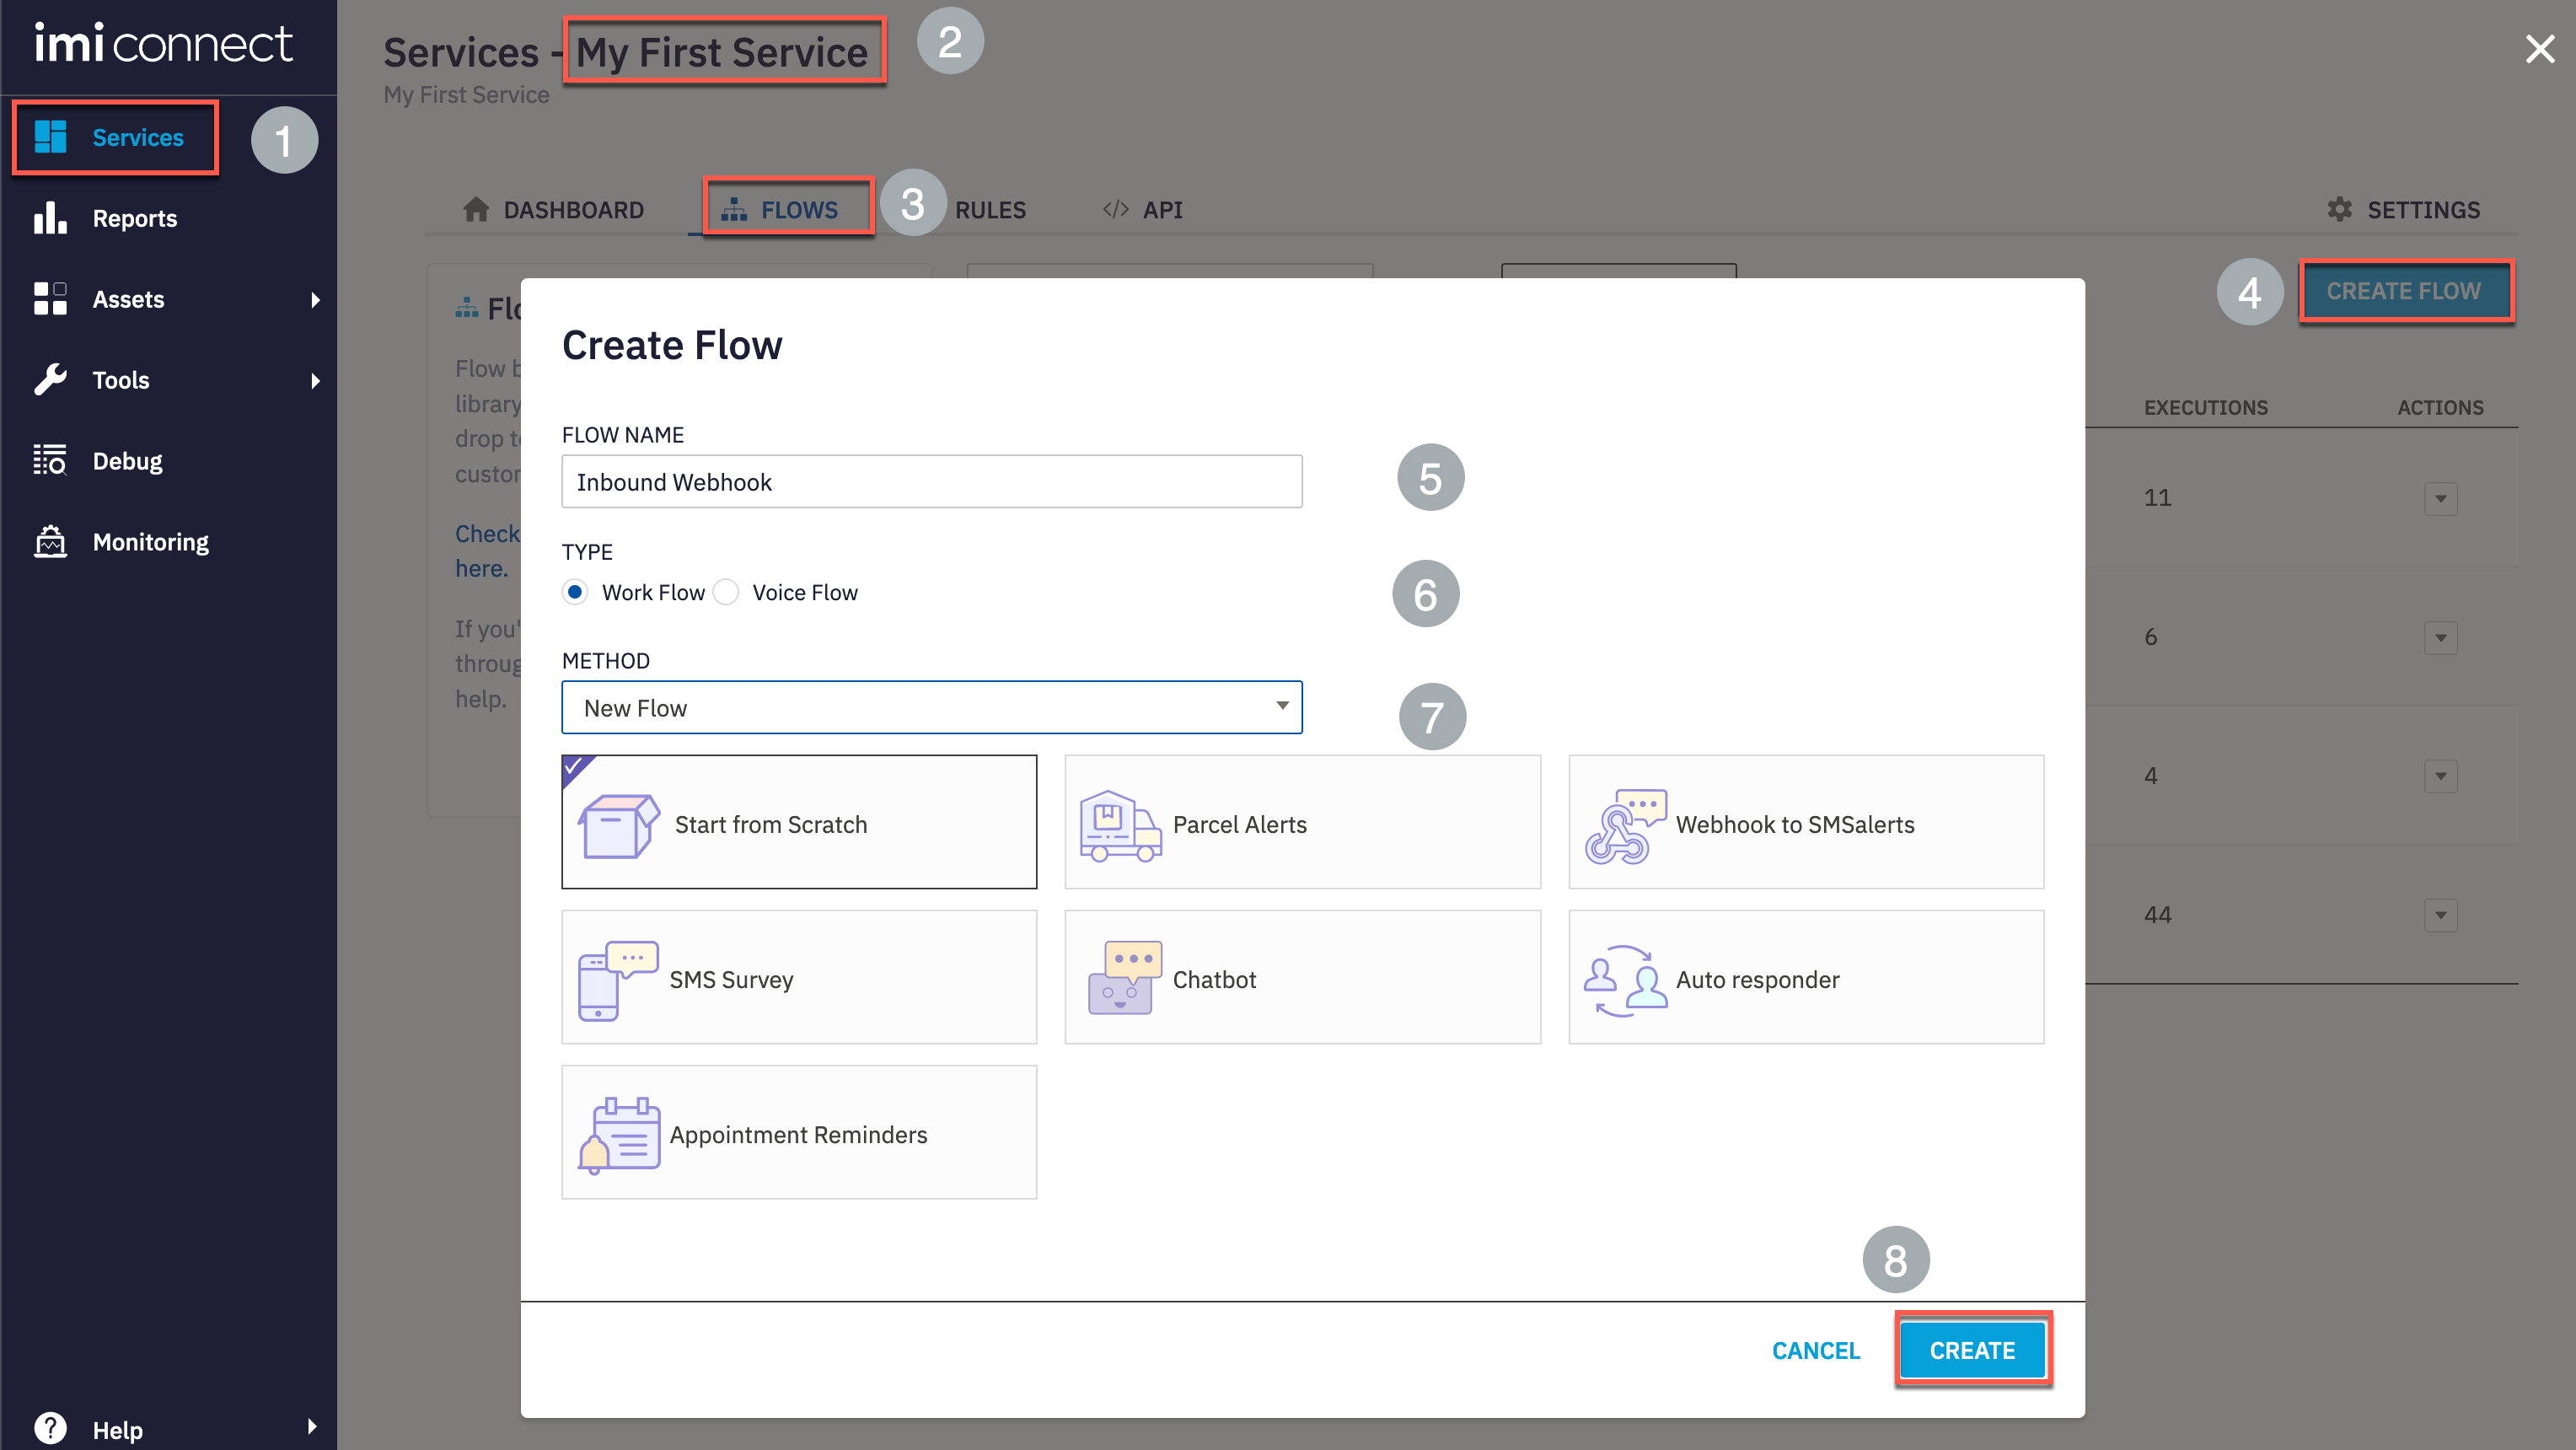 imi connect
Services
1
Reports
Assets
Tools
Debug
Monitoring
Help
Services - My First Service
2
My First Service
DASHBOARD
FLOWS
3
RULES
</> API
SETTINGS
4
CREATE FLOW
EXECUTIONS
ACTIONS
11
6
4
44
Flow b
library
drop t
custom
Check
here.
If you'
throug
help.
Create Flow
FLOW NAME
Inbound Webhook
5
TYPE
Work Flow
Voice Flow
6
METHOD
New Flow
7
Start from Scratch
Parcel Alerts
Webhook to SMSalerts
SMS Survey
Chatbot
Auto responder
Appointment Reminders
8
CANCEL
CREATE